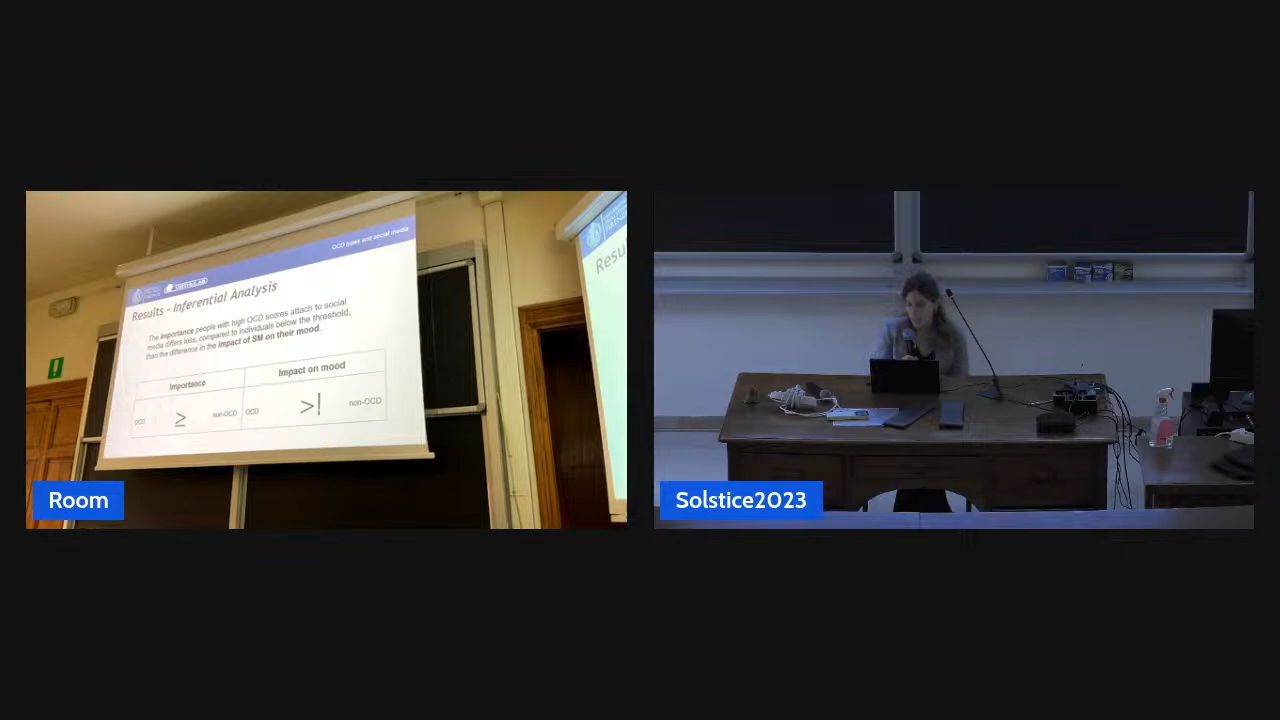 OCD types and social media
VIRTHULAB
Results - Inferential Analysis
The importance people with high OCD scores attach to social
media differs less, compared to individuals below the threshold,
than the difference in the impact of SM on their mood.
Importance
Impact on mood
OCD
≥
non-OCD
OCD
>!
non-OCD
Resu
Room
Solstice2023